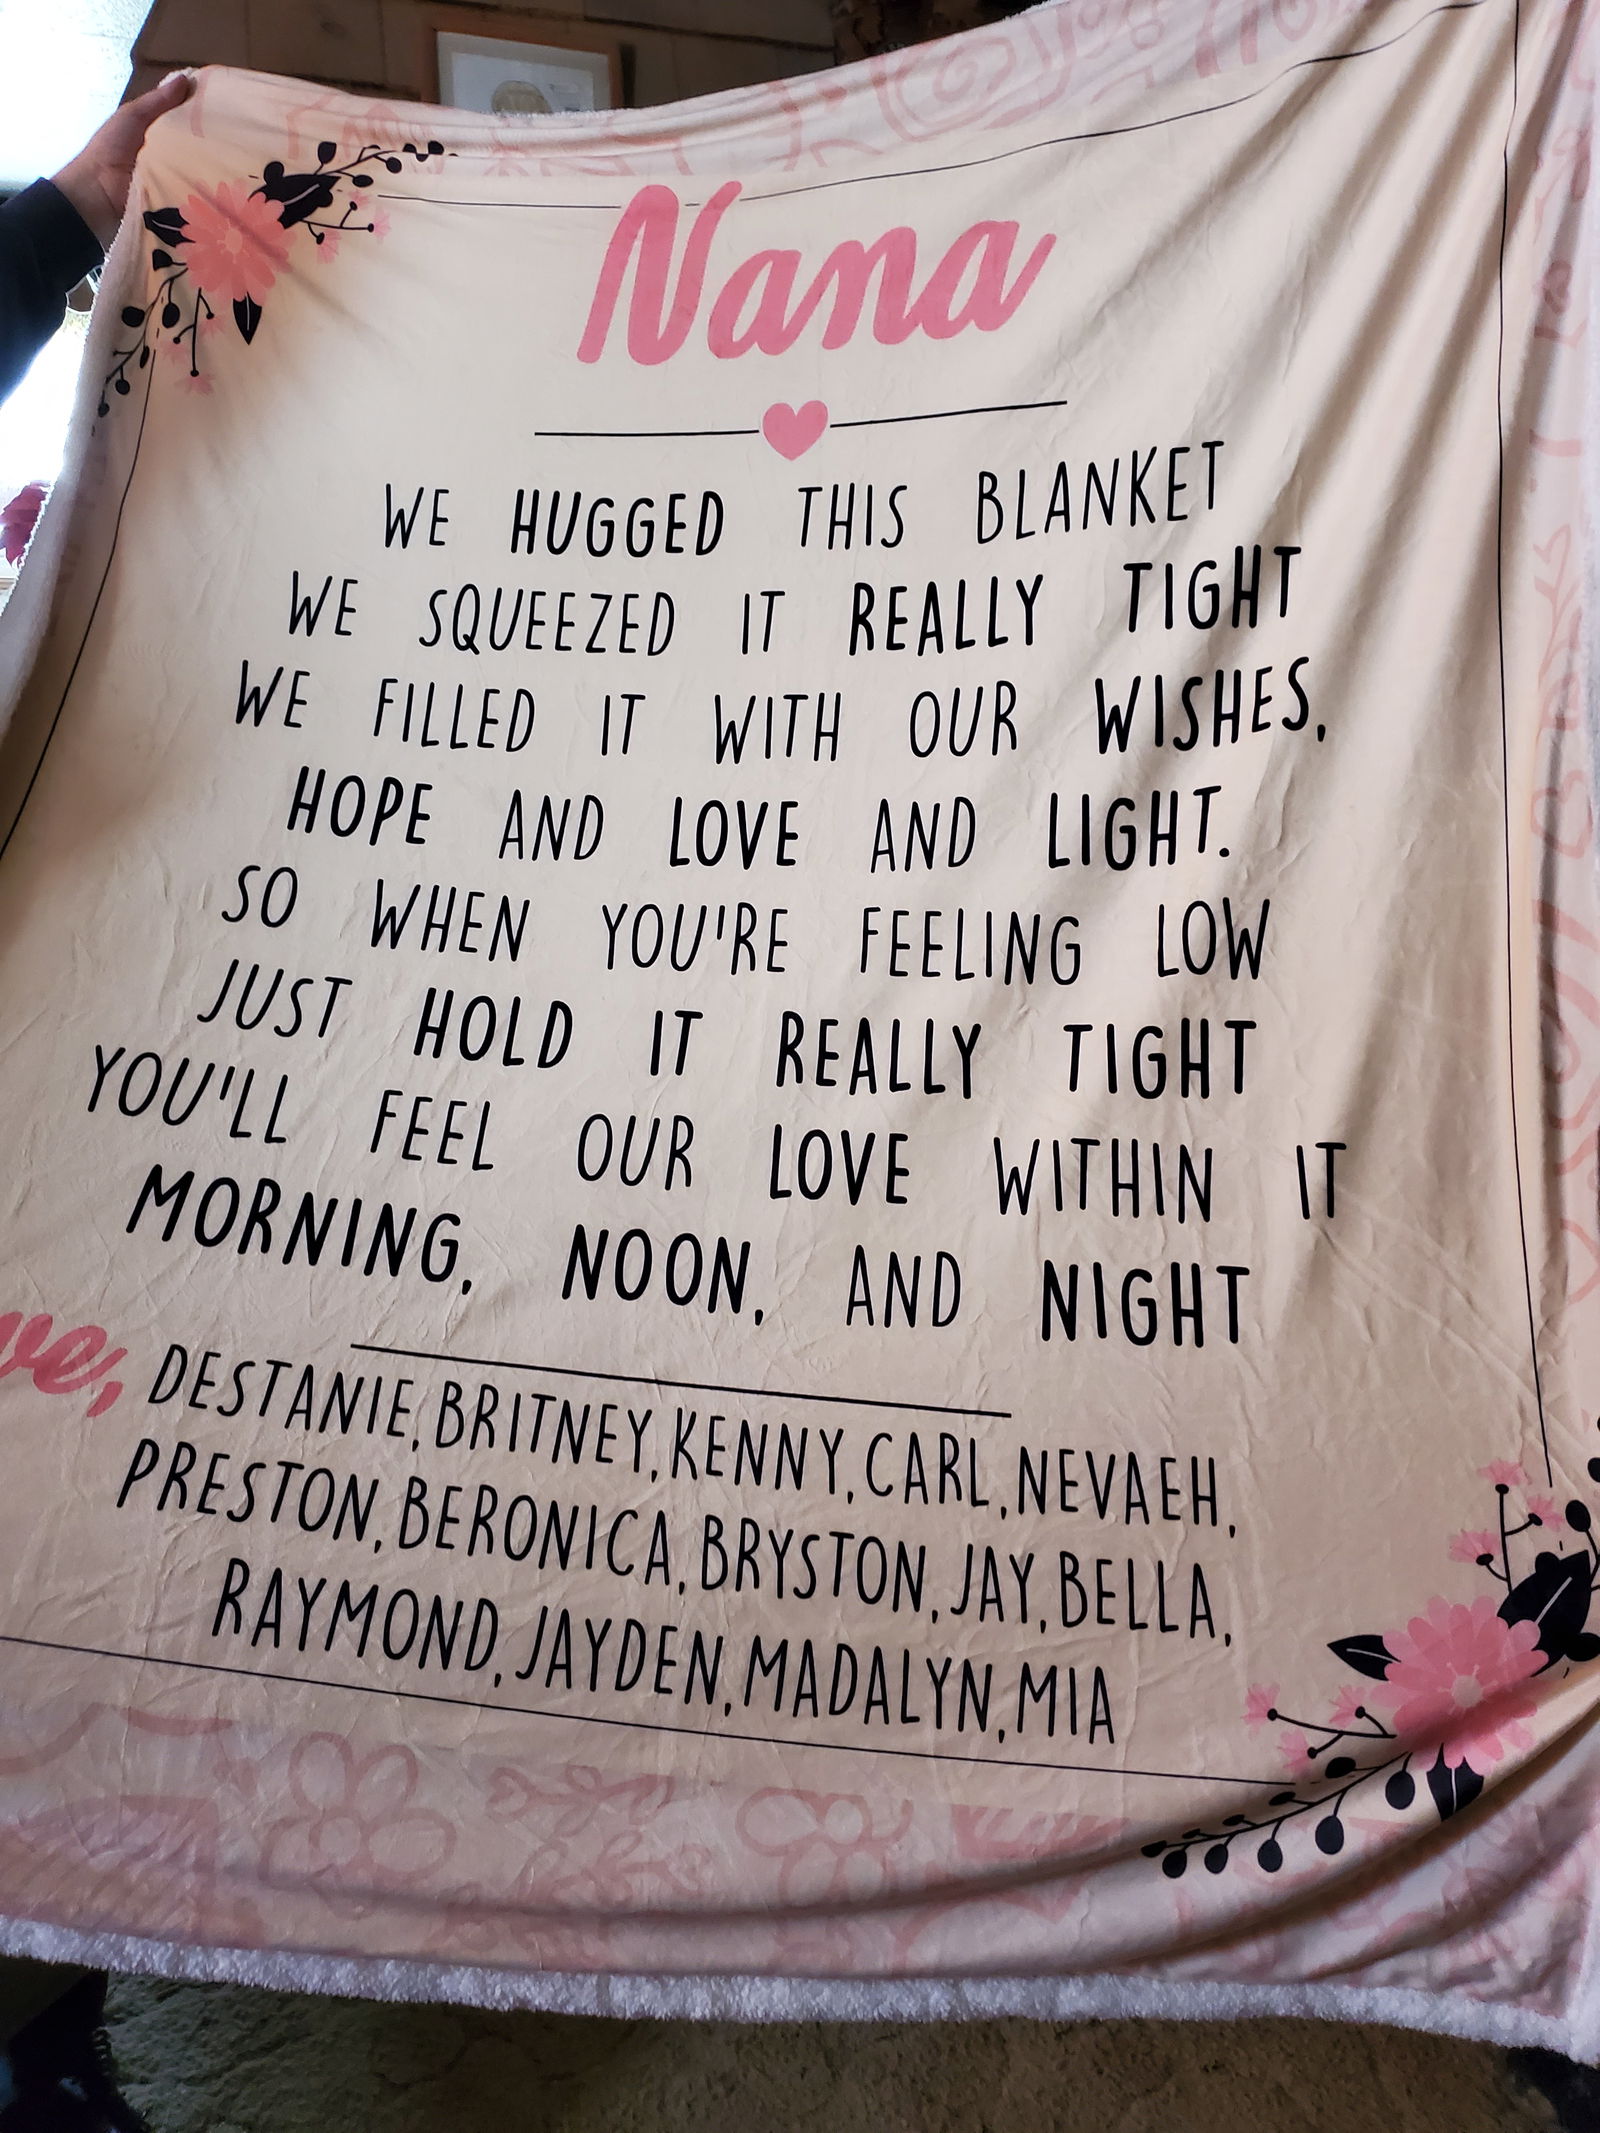 Nana
WE HUGGED THIS BLANKET
WE SQUEEZED IT REALLY TIGHT
WE FILLED IT WITH OUR WISHES,
HOPE AND LOVE AND LIGHT.
SO WHEN YOU'RE FEELING LOW
JUST HOLD IT REALLY TIGHT
YOU'LL FEEL OUR LOVE WITHIN IT
MORNING, NOON, AND NIGHT
ve, DESTANIE, BRITNEY, KENNY, CARL, NEVAEH,
PRESTON, BERONICA, BRYSTON, JAY, BELLA,
RAYMOND, JAYDEN, MADALYN, MIA